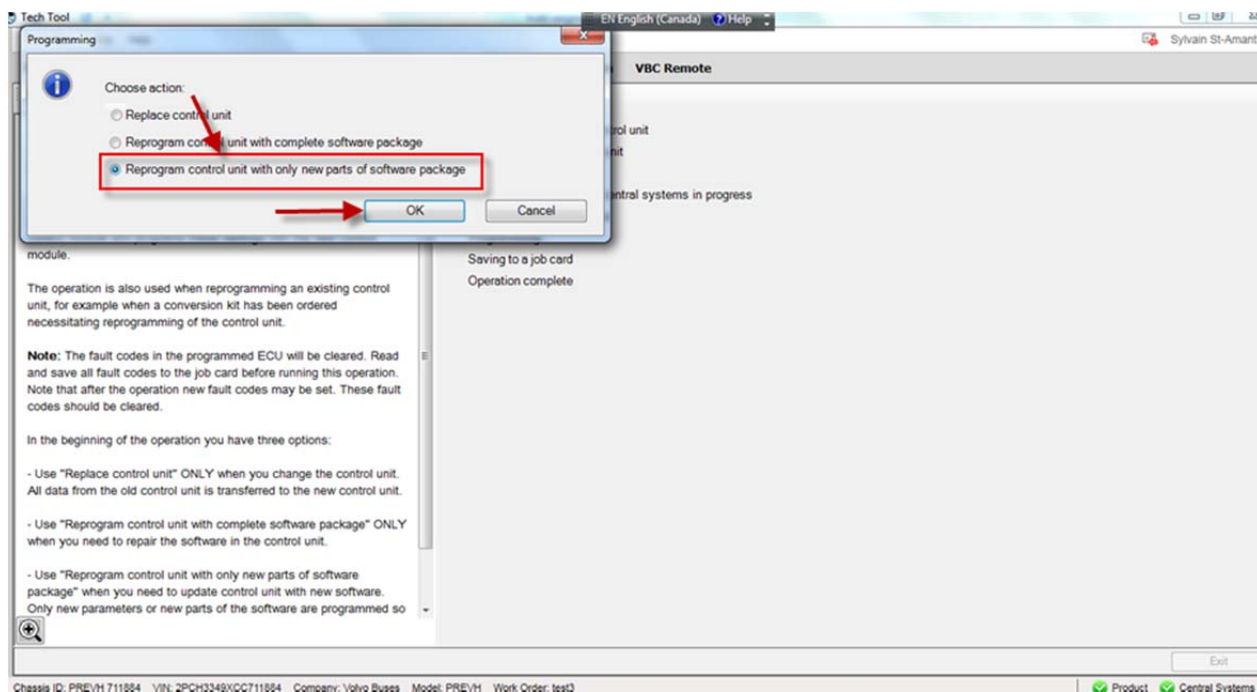 Tech Tool
EN English (Canada) Help
Programming
Sylvain St-Amant
VBC Remote
Choose action:
Replace control unit
Reprogram control unit with complete software package
Reprogram control unit with only new parts of software package
OK Cancel
rol unit
nit
ntral systems in progress
Saving to a job card
Operation complete
module.
The operation is also used when reprogramming an existing control
unit, for example when a conversion kit has been ordered
necessitating reprogramming of the control unit.
Note: The fault codes in the programmed ECU will be cleared. Read
and save all fault codes to the job card before running this operation.
Note that after the operation new fault codes may be set. These fault
codes should be cleared.
In the beginning of the operation you have three options:
- Use "Replace control unit" ONLY when you change the control unit.
All data from the old control unit is transferred to the new control unit.
- Use "Reprogram control unit with complete software package" ONLY
when you need to repair the software in the control unit.
- Use "Reprogram control unit with only new parts of software
package" when you need to update control unit with new software.
Only new parameters or new parts of the software are programmed so
Exit
Chassis ID: PREVH 711884 VIN: 2PCH3349XCC711884 Company: Volvo Buses Model: PREVH Work Order: test3
Product Central Systems